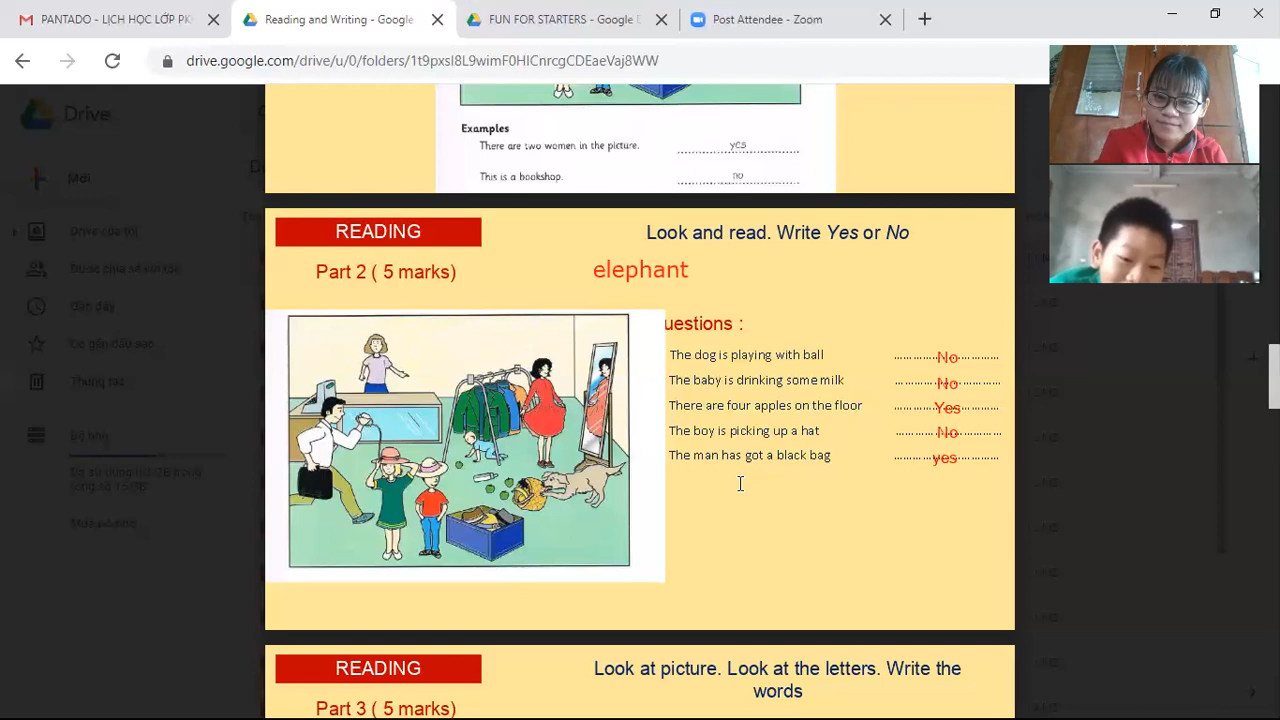 PANTADO - LỊCH HỌC LỚP PK
Reading and Writing - Google
FUN FOR STARTERS - Google D
Post Attendee - Zoom
drive.google.com/drive/u/0/folders/1t9pxsI8L9wimF0HICnrcgCDEaeVaj8WW
Drive
Mới
Examples
There are two women in the picture. yes
This is a bookshop. no
READING
Look and read. Write Yes or No
Part 2 ( 5 marks)
elephant
uestions :
The dog is playing with ball No
The baby is drinking some milk No
There are four apples on the floor Yes
The boy is picking up a hat No
The man has got a black bag yes
READING
Look at picture. Look at the letters. Write the
words
Part 3 ( 5 marks)